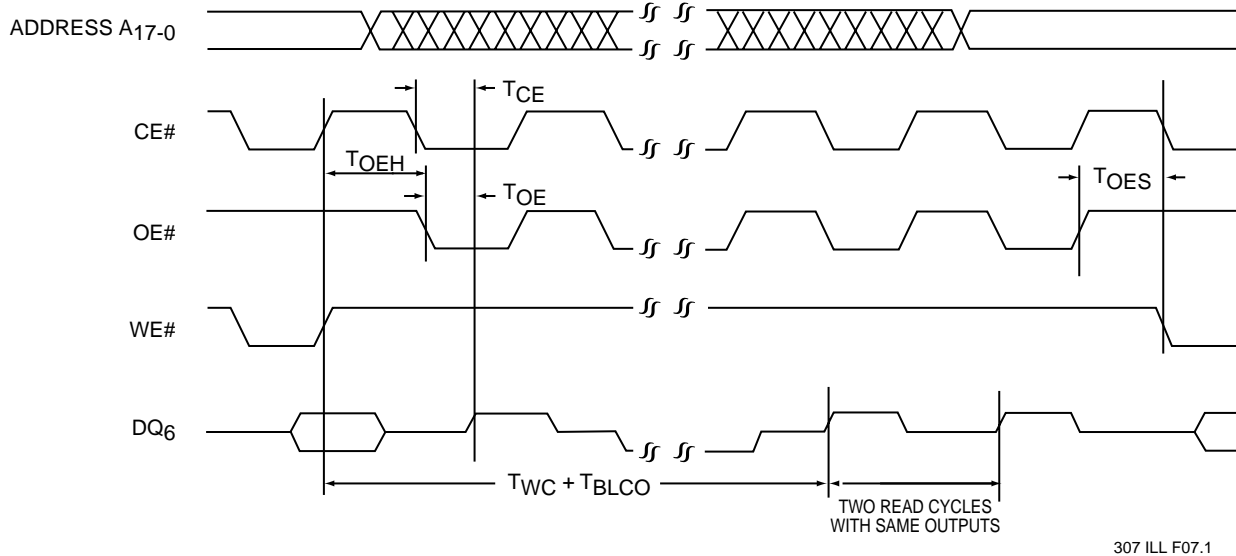 ADDRESS A17-0
TCE
CE#
TOEH
TOE
TOES
OE#
WE#
DQ6
TWC + TBLCO
TWO READ CYCLES
WITH SAME OUTPUTS
307 ILL F07.1